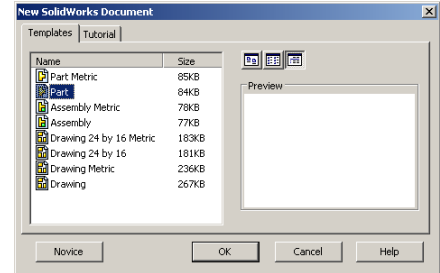 New SolidWorks Document
Templates Tutorial
Name Size
Part Metric 85KB
Part 84KB
Assembly Metric 78KB
Assembly 77KB
Drawing 24 by 16 Metric 183KB
Drawing 24 by 16 181KB
Drawing Metric 236KB
Drawing 267KB
Preview
Novice OK Cancel Help